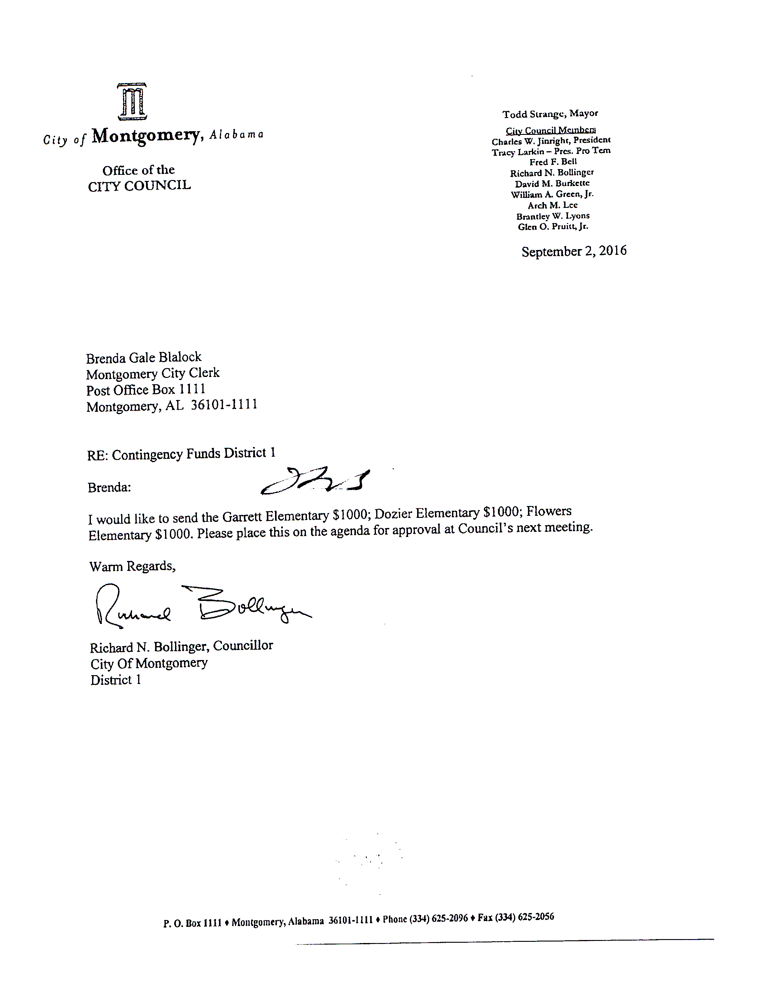 City of Montgomery, Alabama
Office of the
CITY COUNCIL
Todd Strange, Mayor
City Council Members
Charles W. Jinright, President
Tracy Larkin – Pres. Pro Tem
Fred F. Bell
Richard N. Bollinger
David M. Burkette
William A. Green, Jr.
Arch M. Lee
Brantley W. Lyons
Glen O. Pruitt, Jr.
September 2, 2016
Brenda Gale Blalock
Montgomery City Clerk
Post Office Box 1111
Montgomery, AL 36101-1111
RE: Contingency Funds District 1
Brenda:
I would like to send the Garrett Elementary $1000; Dozier Elementary $1000; Flowers
Elementary $1000. Please place this on the agenda for approval at Council's next meeting.
Warm Regards,
Richard Bollinger
Richard N. Bollinger, Councillor
City Of Montgomery
District 1
P. O. Box 1111 ♦ Montgomery, Alabama 36101-1111 ♦ Phone (334) 625-2096 ♦ Fax (334) 625-2056